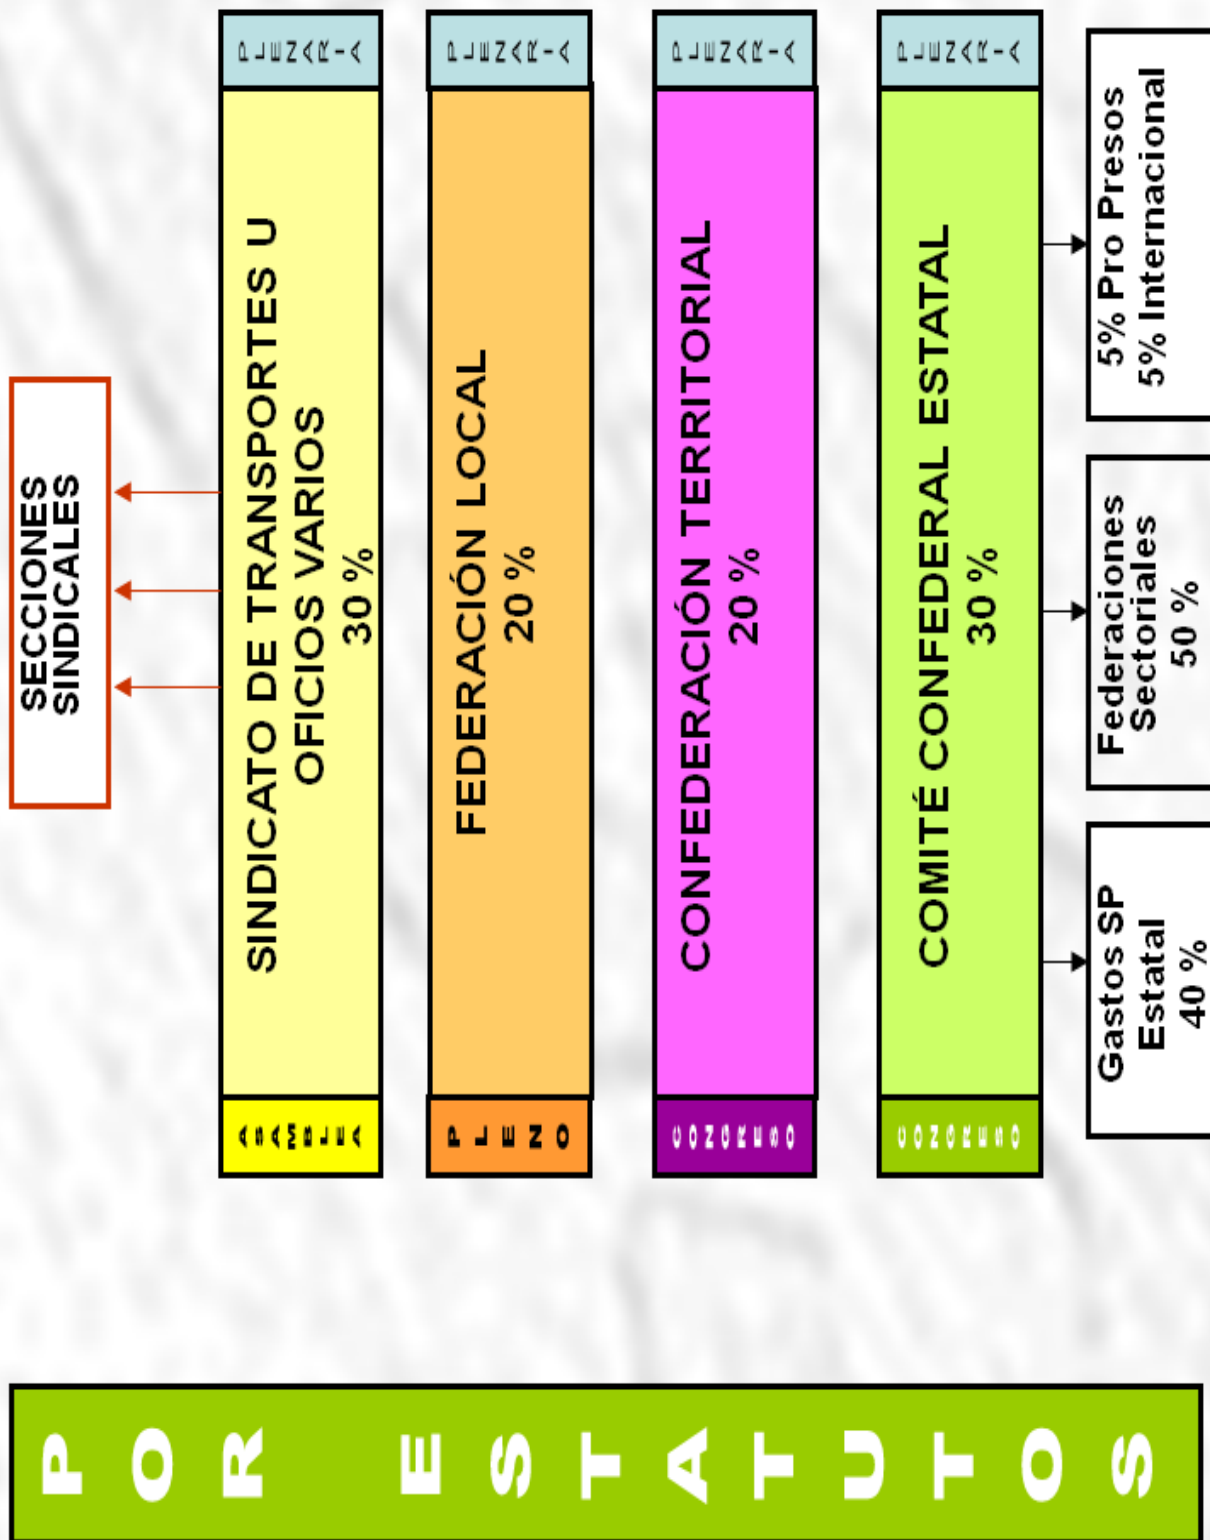 POR ESTATUTOS
SECCIONES
SINDICALES
ASAMBLEA
SINDICATO DE TRANSPORTES U
OFICIOS VARIOS
30 %
PLENARIA
PLENO
FEDERACIÓN LOCAL
20 %
PLENARIA
CONGRESO
CONFEDERACIÓN TERRITORIAL
20 %
PLENARIA
CONGRESO
COMITÉ CONFEDERAL ESTATAL
30 %
PLENARIA
Gastos SP
Estatal
40 %
Federaciones
Sectoriales
50 %
5% Pro Presos
5% Internacional